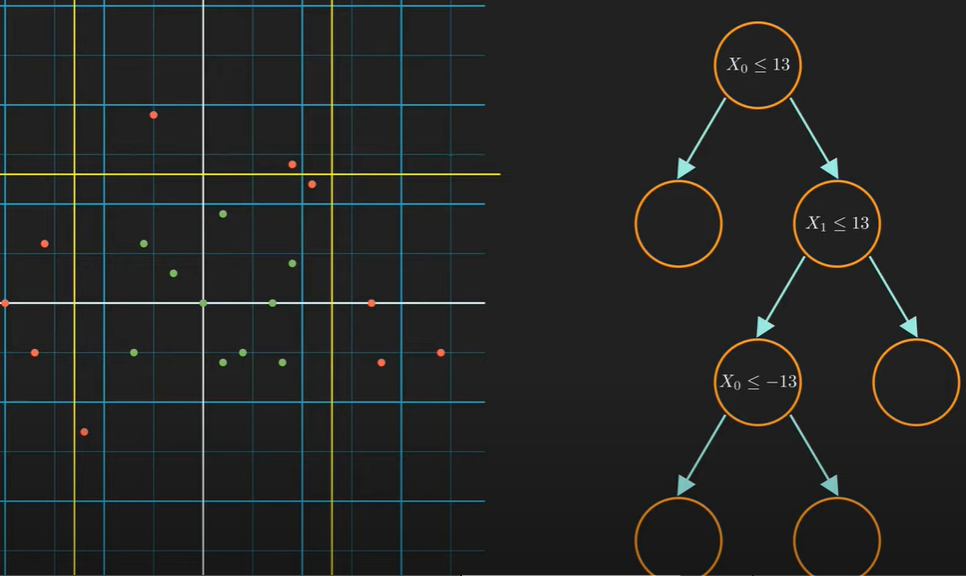 X₀ ≤ 13
X₁ ≤ 13
X₀ ≤ −13